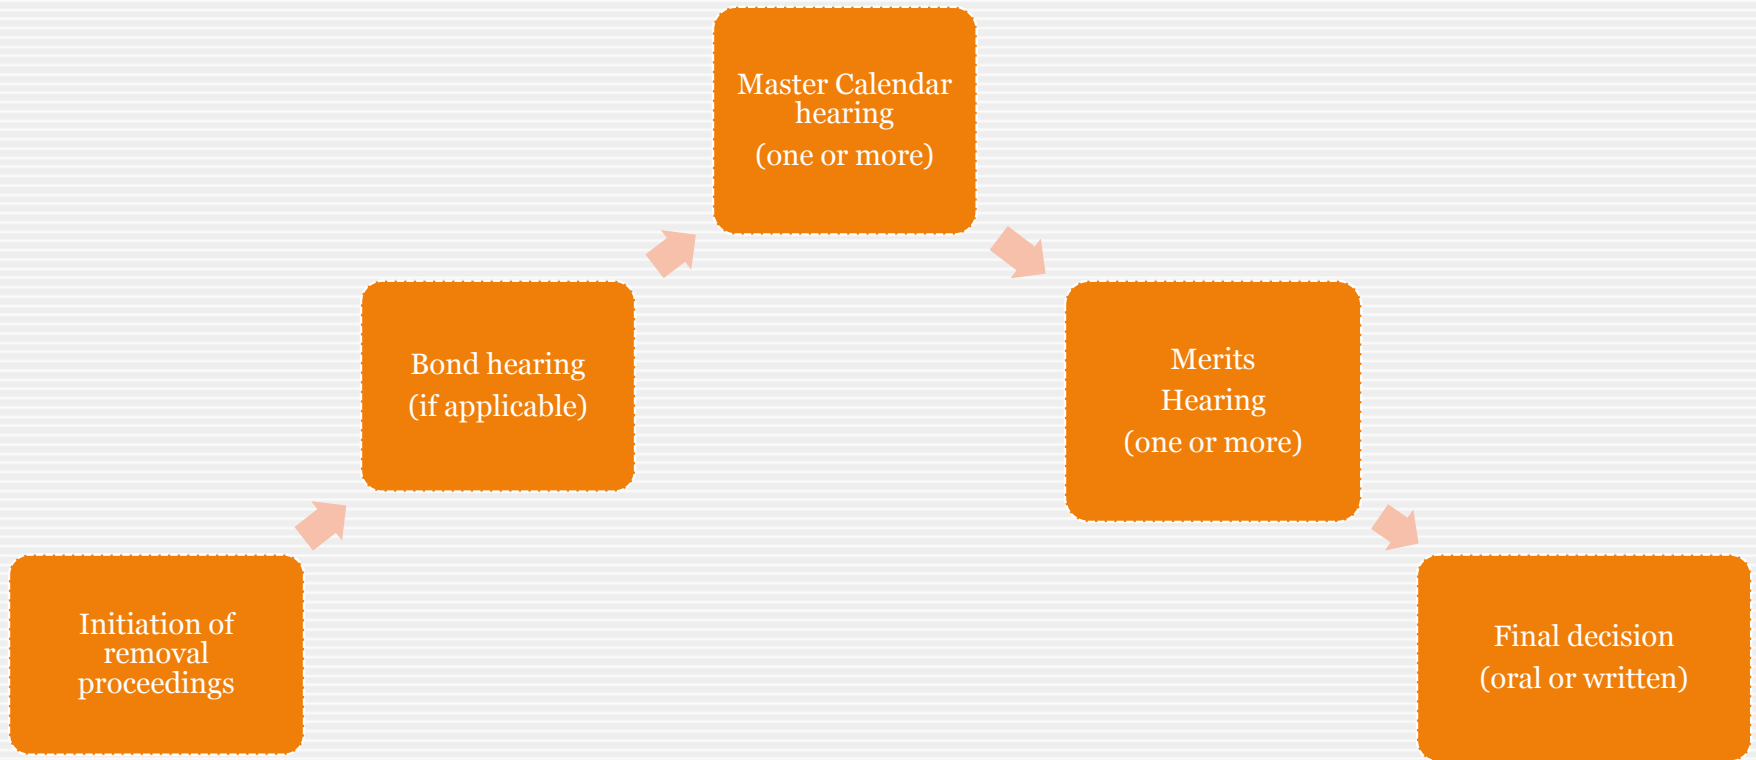 Initiation of
removal
proceedings
Bond hearing
(if applicable)
Master Calendar
hearing
(one or more)
Merits
Hearing
(one or more)
Final decision
(oral or written)